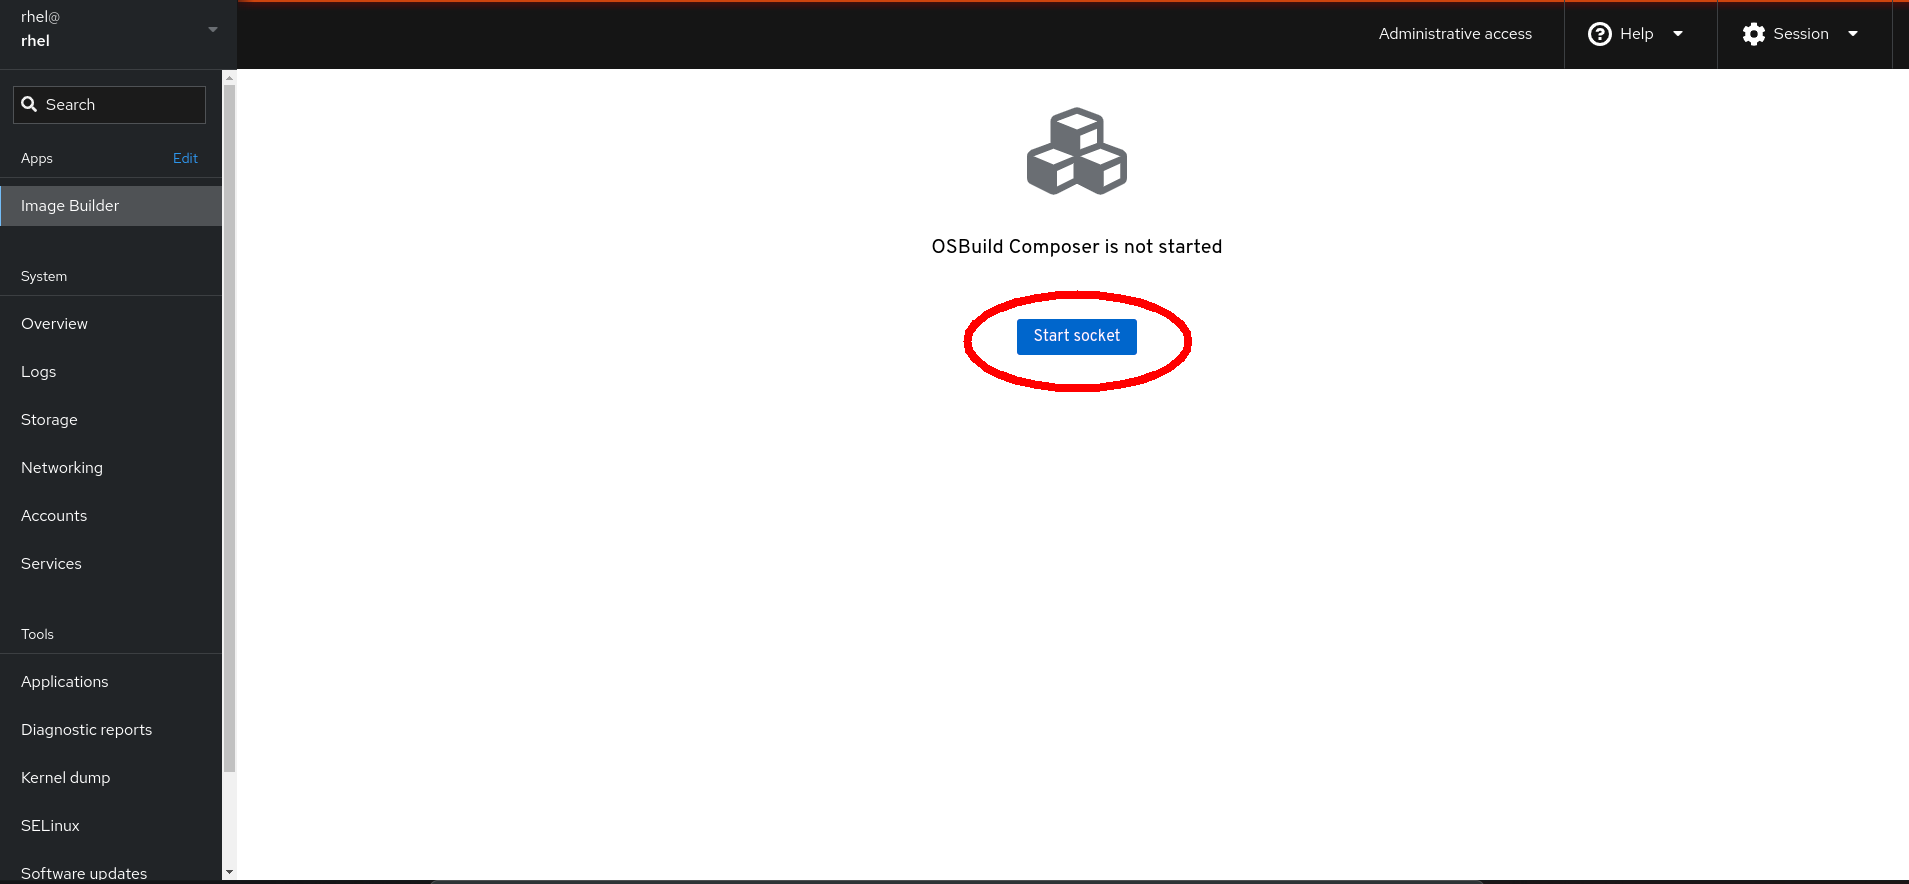 rhel@
rhel
Administrative access
Help
Session
Search
Apps
Edit
Image Builder
System
Overview
Logs
Storage
Networking
Accounts
Services
Tools
Applications
Diagnostic reports
Kernel dump
SELinux
Software updates
OSBuild Composer is not started
Start socket